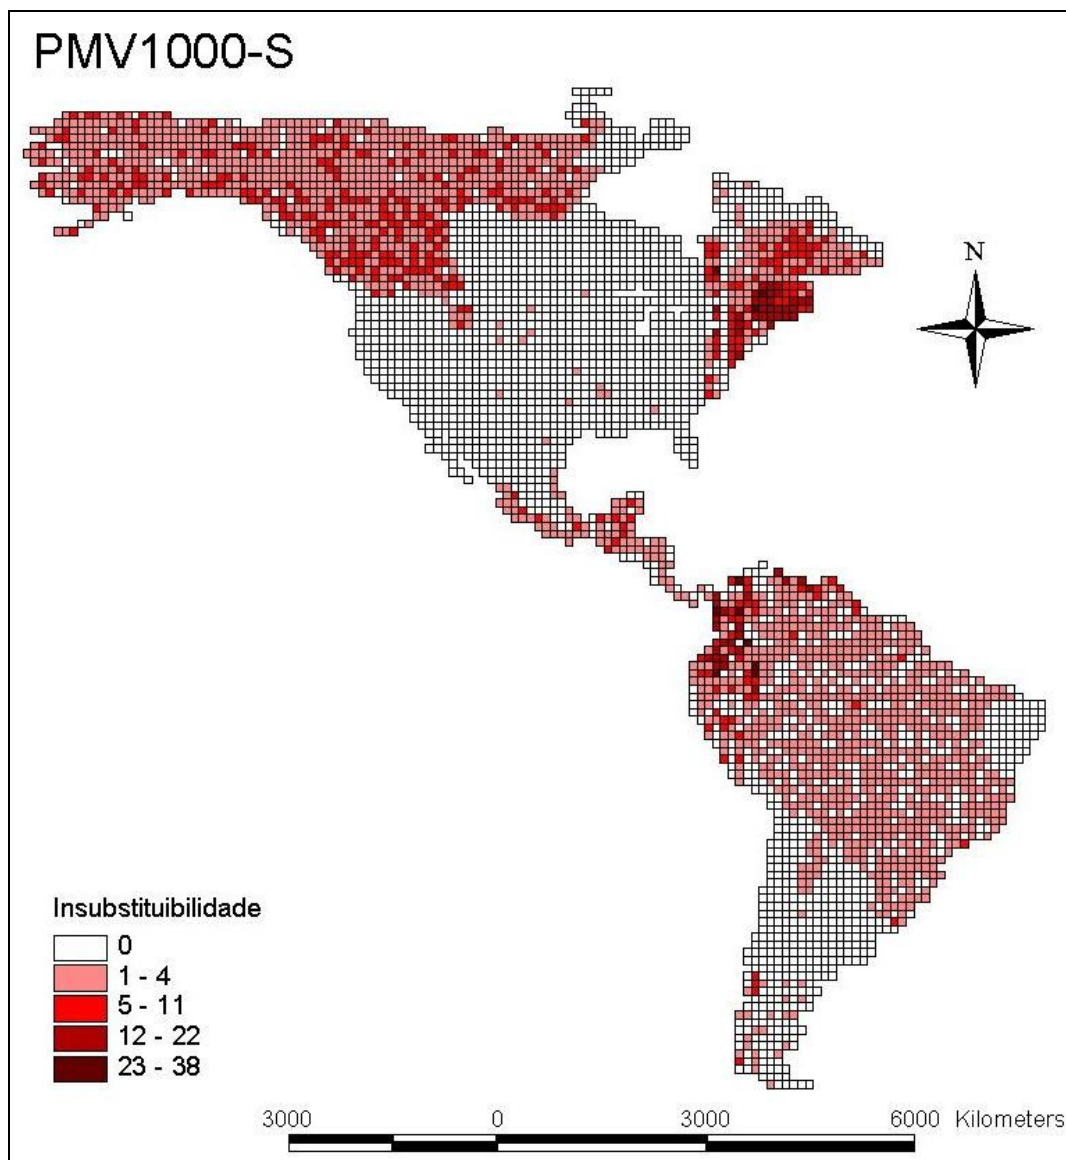 PMV1000-S
N
Insubstituibilidade
0
1 - 4
5 - 11
12 - 22
23 - 38
3000 0 3000 6000 Kilometers